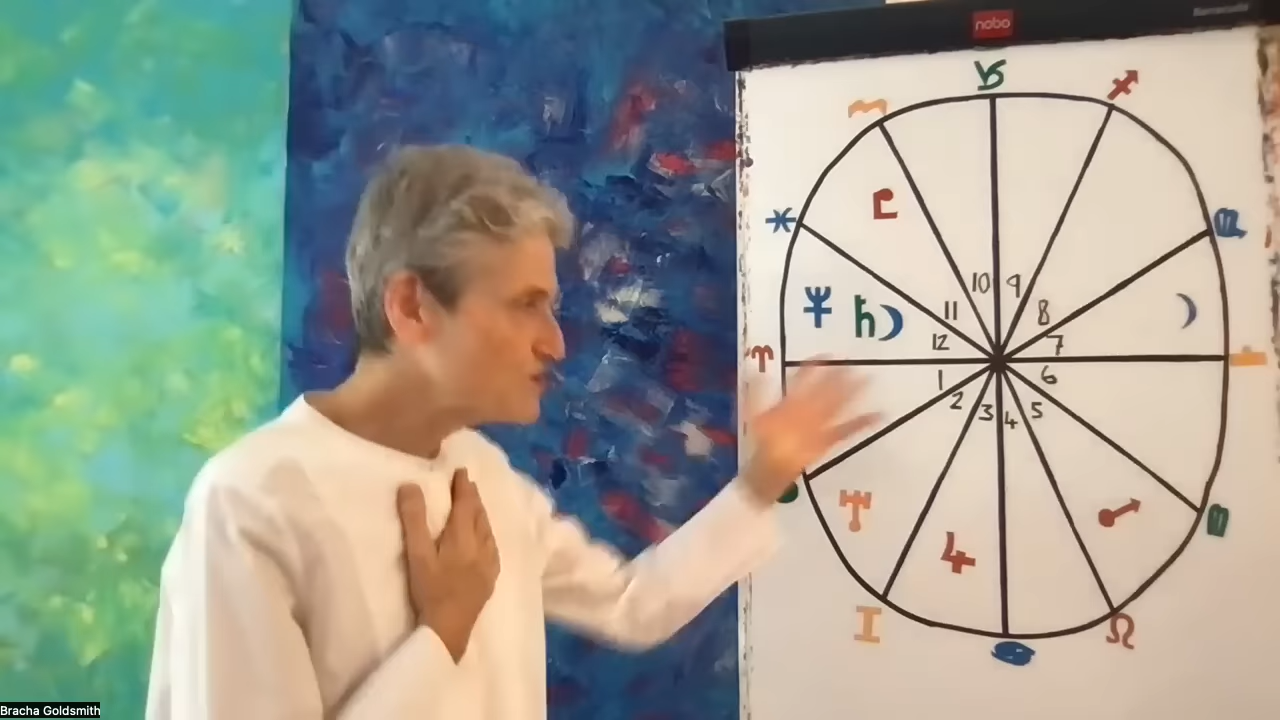 nobo
♑ ♐
♒
♓ ♍
10 9
11 8
♆ ♄ ☽ ☽
12 7
♈
1 6
2 3 4 5
♅ ♃ ♂
♊ ♌
Bracha Goldsmith